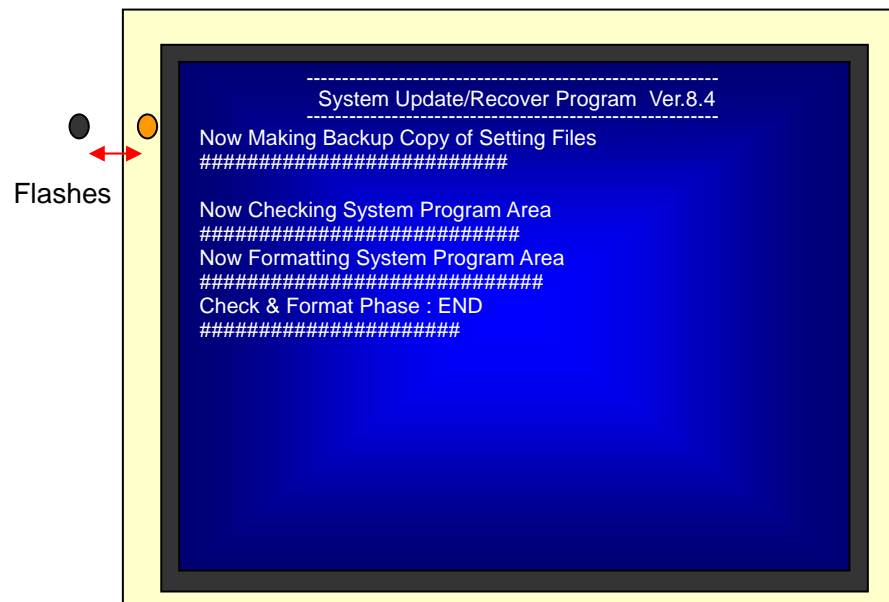 ----------------------------------------------------------
System Update/Recover Program Ver.8.4
----------------------------------------------------------
Now Making Backup Copy of Setting Files
##########################
Flashes
Now Checking System Program Area
###########################
Now Formatting System Program Area
#############################
Check & Format Phase : END
######################